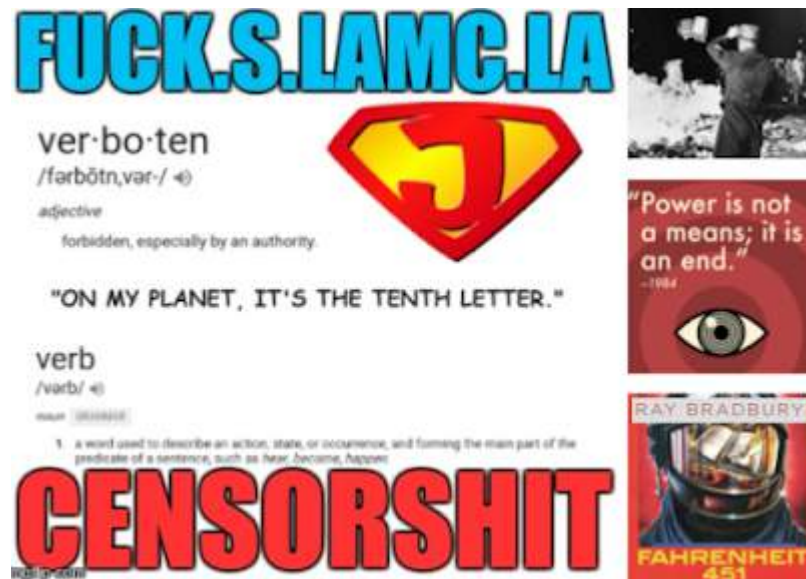 FUCK.S.LAMC.LA
ver·bo·ten
/fərbōtn,vər-/
adjective
forbidden, especially by an authority.
J
"ON MY PLANET, IT'S THE TENTH LETTER."
verb
/vərb/
noun
1. a word used to describe an action, state, or occurrence, and forming the main part of the
predicate of a sentence, such as hear, become, happen.
CENSORSHIT
"Power is not
a means; it is
an end."
–1984
RAY BRADBURY
FAHRENHEIT
451